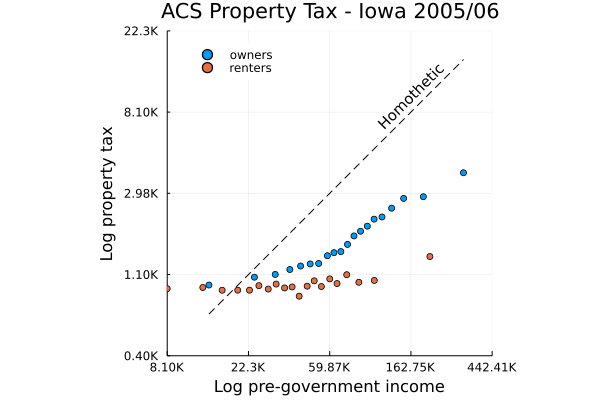 ACS Property Tax - Iowa 2005/06
22.3K
owners
renters
Homothetic
8.10K
Log property tax
2.98K
1.10K
0.40K
8.10K 22.3K 59.87K 162.75K 442.41K
Log pre-government income